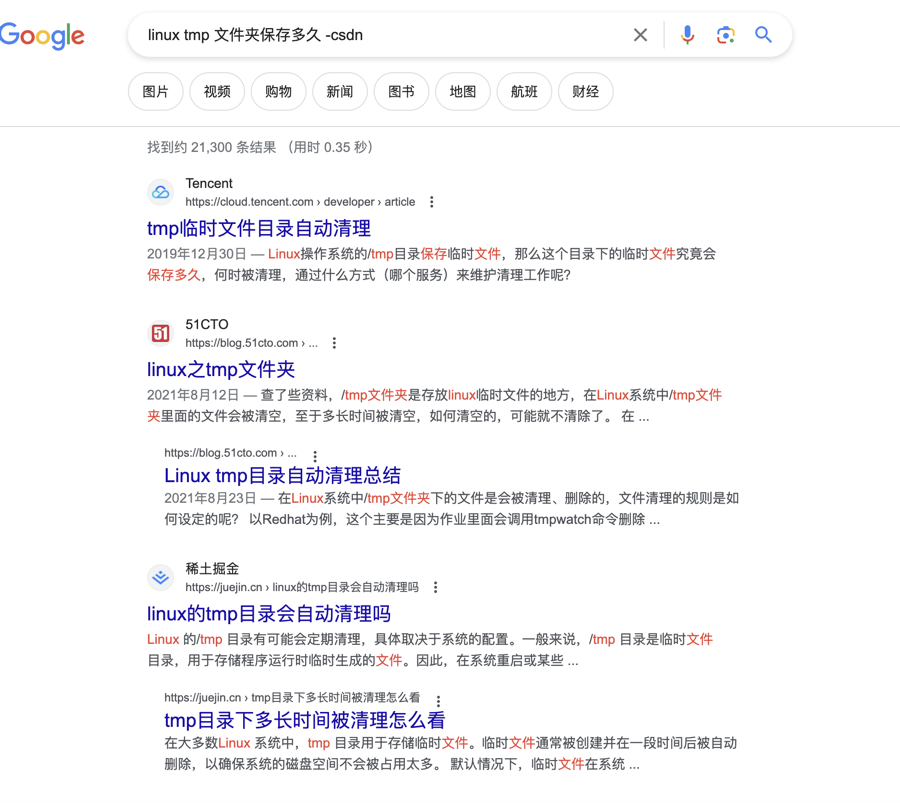 Google
linux tmp 文件夹保存多久 -csdn
图片 视频 购物 新闻 图书 地图 航班 财经
找到约 21,300 条结果 （用时 0.35 秒）
Tencent
https://cloud.tencent.com › developer › article
tmp临时文件目录自动清理
2019年12月30日 — Linux操作系统的/tmp目录保存临时文件，那么这个目录下的临时文件究竟会
保存多久，何时被清理，通过什么方式（哪个服务）来维护清理工作呢?
51CTO
https://blog.51cto.com › ...
linux之tmp文件夹
2021年8月12日 — 查了些资料，/tmp文件夹是存放linux临时文件的地方，在Linux系统中/tmp文件
夹里面的文件会被清空，至于多长时间被清空，如何清空的，可能就不清除了。 在 ...
https://blog.51cto.com › ...
Linux tmp目录自动清理总结
2021年8月23日 — 在Linux系统中/tmp文件夹下的文件是会被清理、删除的，文件清理的规则是如
何设定的呢？ 以Redhat为例，这个主要是因为作业里面会调用tmpwatch命令删除 ...
稀土掘金
https://juejin.cn › linux的tmp目录会自动清理吗
linux的tmp目录会自动清理吗
Linux 的/tmp 目录有可能会定期清理，具体取决于系统的配置。一般来说，/tmp 目录是临时文件
目录，用于存储程序运行时临时生成的文件。因此，在系统重启或某些 ...
https://juejin.cn › tmp目录下多长时间被清理怎么看
tmp目录下多长时间被清理怎么看
在大多数Linux 系统中，tmp 目录用于存储临时文件。临时文件通常被创建并在一段时间后被自动
删除，以确保系统的磁盘空间不会被占用太多。 默认情况下，临时文件在系统 ...